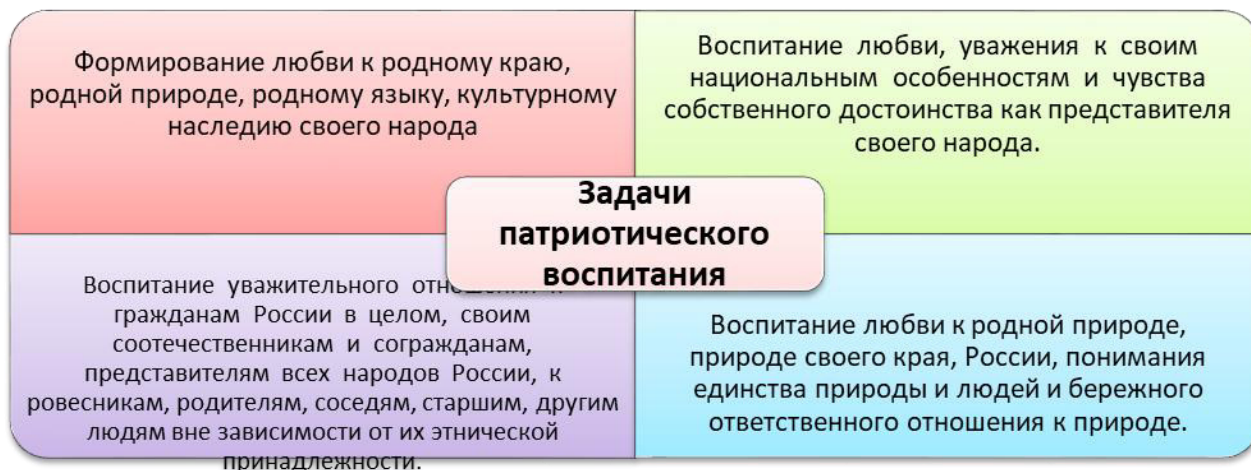 Формирование любви к родному краю,
родной природе, родному языку, культурному
наследию своего народа
Воспитание любви, уважения к своим
национальным особенностям и чувства
собственного достоинства как представителя
своего народа.
Задачи
патриотического
воспитания
Воспитание уважительного
гражданам России в целом, своим
соотечественникам и согражданам,
представителям всех народов России, к
ровесникам, родителям, соседям, старшим, другим
людям вне зависимости от их этнической
принадлежности.
Воспитание любви к родной природе,
природе своего края, России, понимания
единства природы и людей и бережного
ответственного отношения к природе.